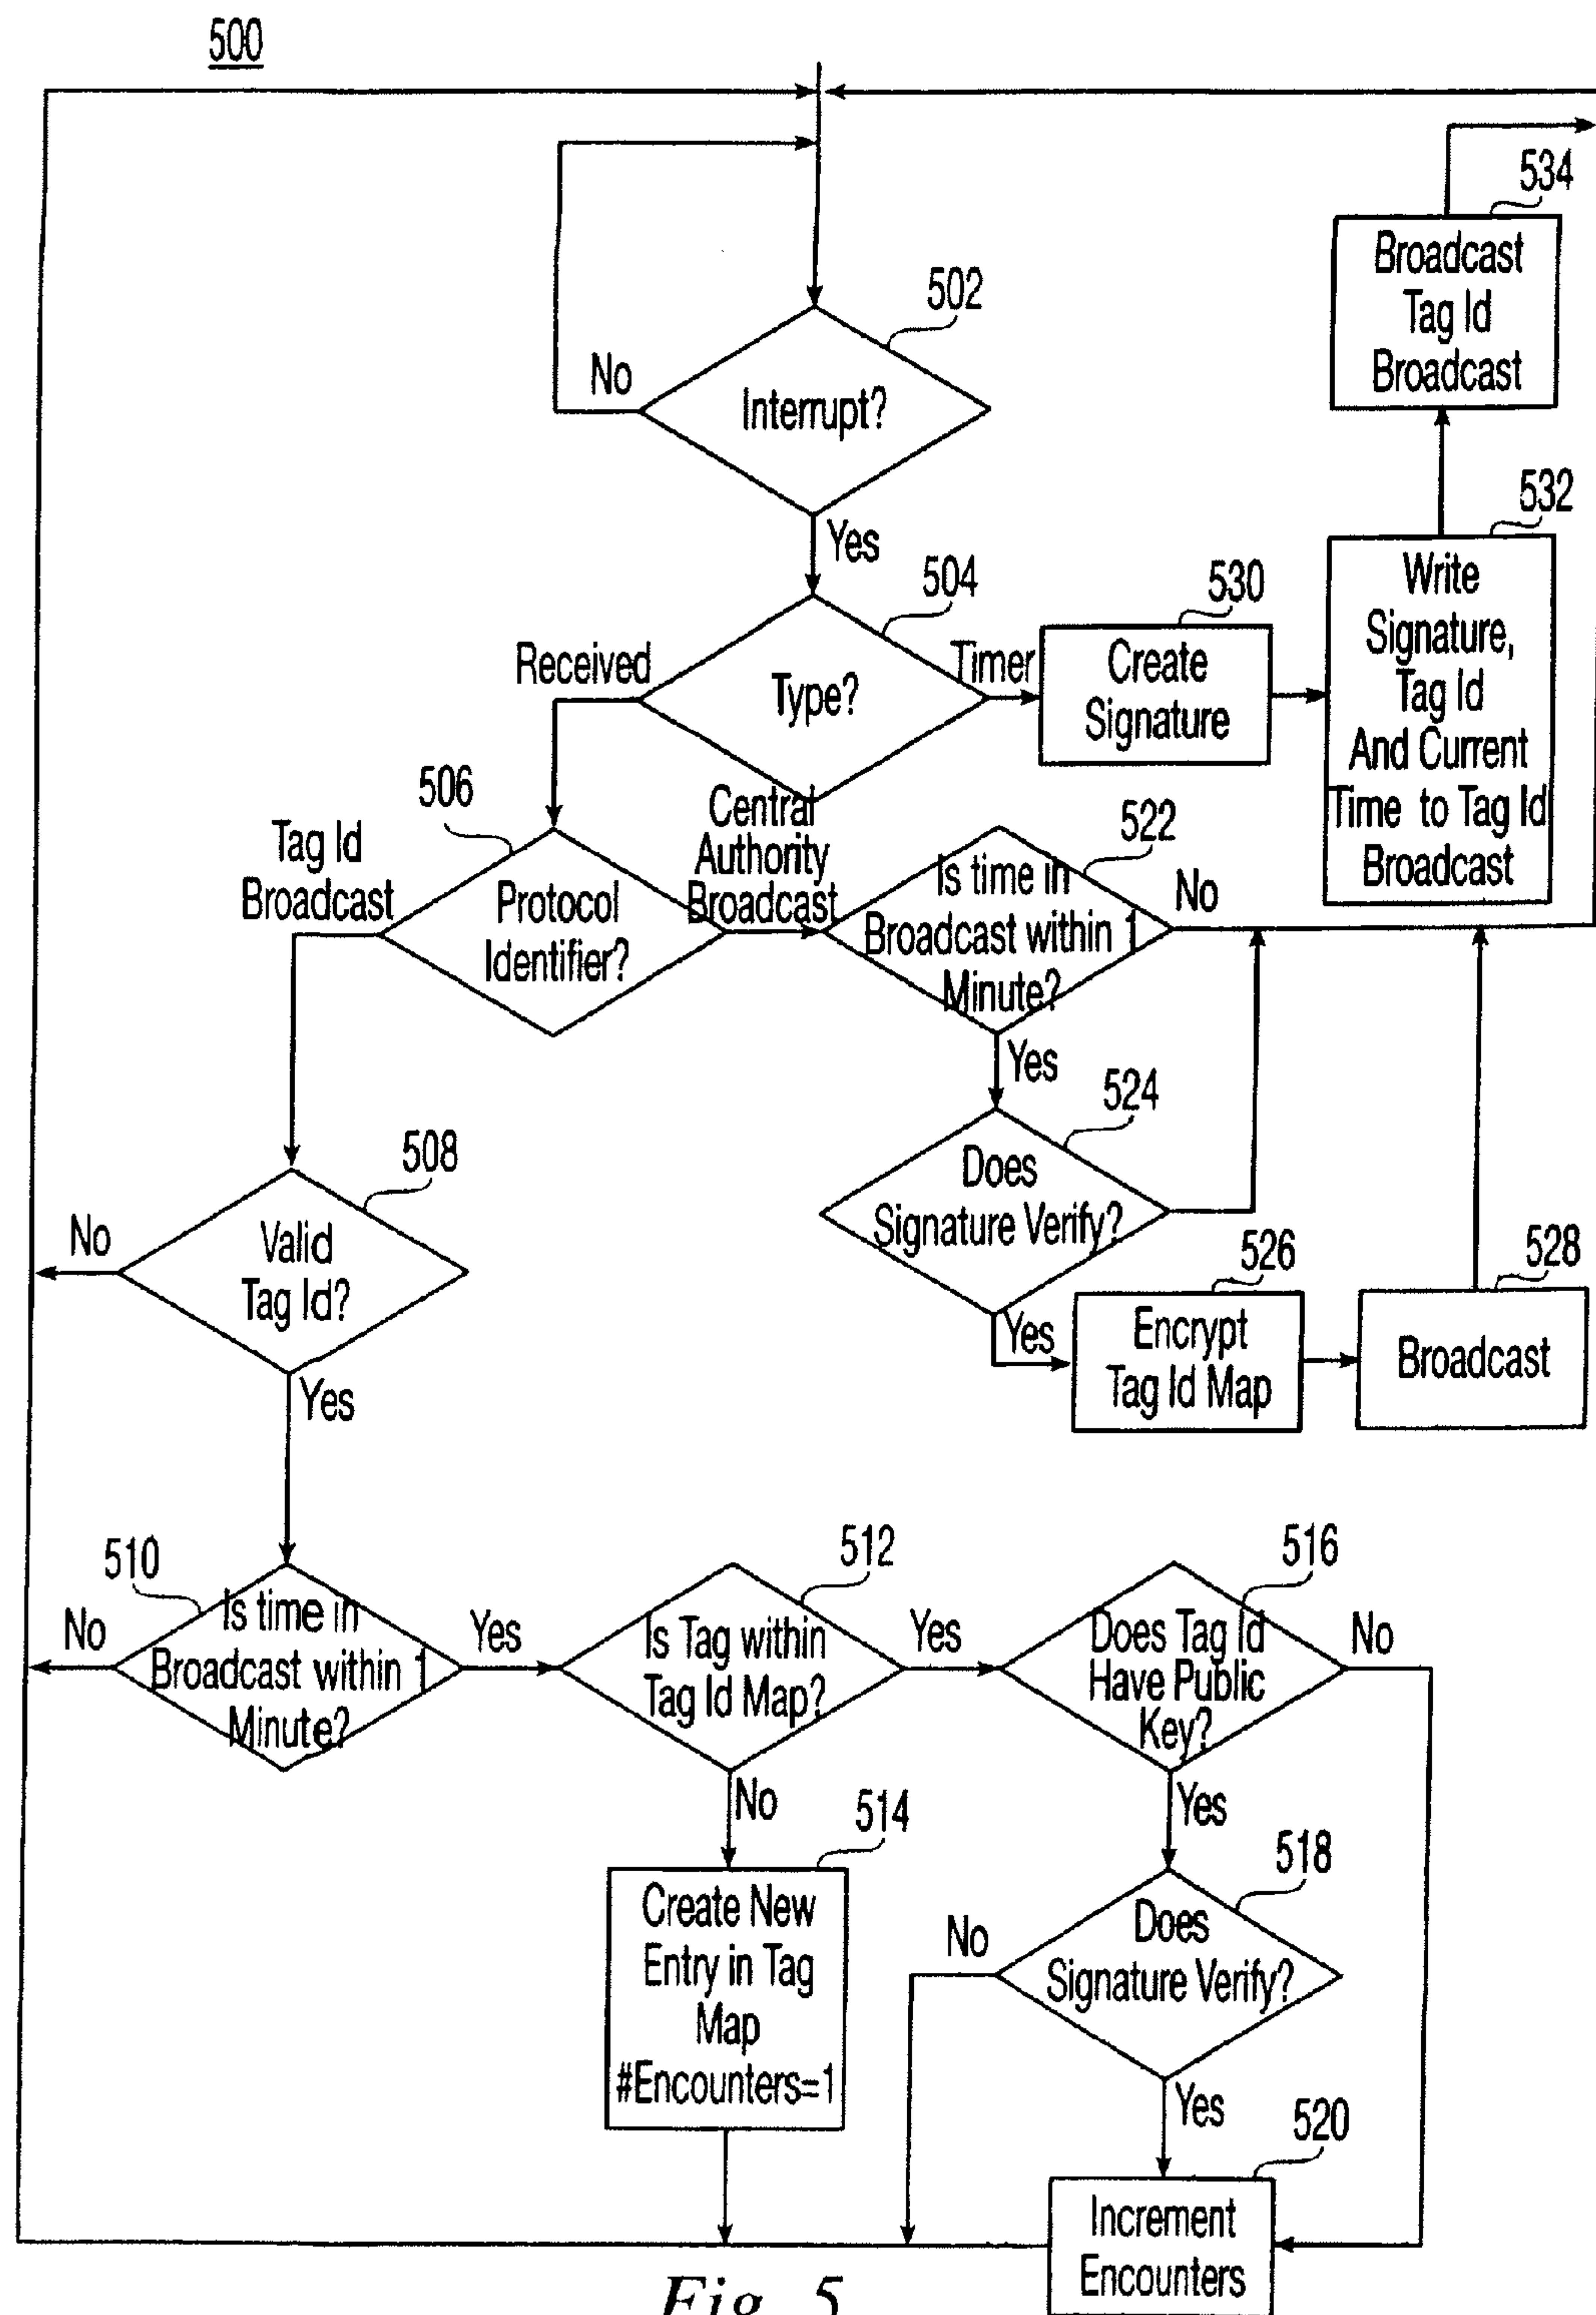 500
502
No
Interrupt?
Yes
534
Broadcast
Tag Id
Broadcast
532
Write
Signature,
Tag Id
And Current
Time to Tag Id
Broadcast
504
Received
Type?
Timer
530
Create
Signature
506
Tag Id
Broadcast
Protocol
Identifier?
Central
Authority
Broadcast
522
Is time in
Broadcast within 1
Minute?
No
Yes
524
Does
Signature Verify?
Yes
526
Encrypt
Tag Id Map
528
Broadcast
508
No
Valid
Tag Id?
Yes
510
No
Is time in
Broadcast within 1
Minute?
Yes
512
Is Tag within
Tag Id Map?
Yes
No
516
Does Tag Id
Have Public
Key?
No
Yes
514
Create New
Entry in Tag
Map
#Encounters=1
518
No
Does
Signature Verify?
Yes
520
Increment
Encounters
Fig. 5